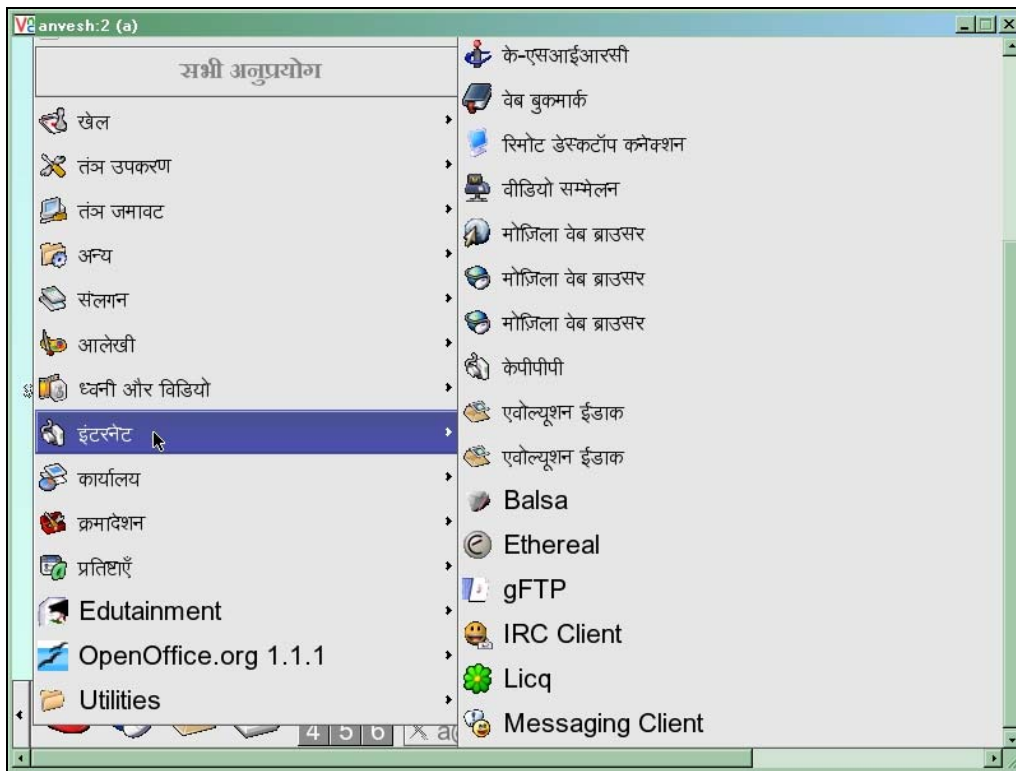 anvesh:2 (a)
सभी अनुप्रयोग
खेल
तंञ उपकरण
तंञ जमावट
अन्य
संलगन
आलेखी
ध्वनी और विडियो
इंटरनेट
कार्यालय
क्रमादेशन
प्रतिष्टाएँ
Edutainment
OpenOffice.org 1.1.1
Utilities
4 5 6
के-एसआईआरसी
वेब बुकमार्क
रिमोट डेस्कटॉप कनेक्शन
वीडियो सम्मेलन
मोज़िला वेब ब्राउसर
मोज़िला वेब ब्राउसर
मोज़िला वेब ब्राउसर
केपीपीपी
एवोल्यूशन ईडाक
एवोल्यूशन ईडाक
Balsa
Ethereal
gFTP
IRC Client
Licq
Messaging Client